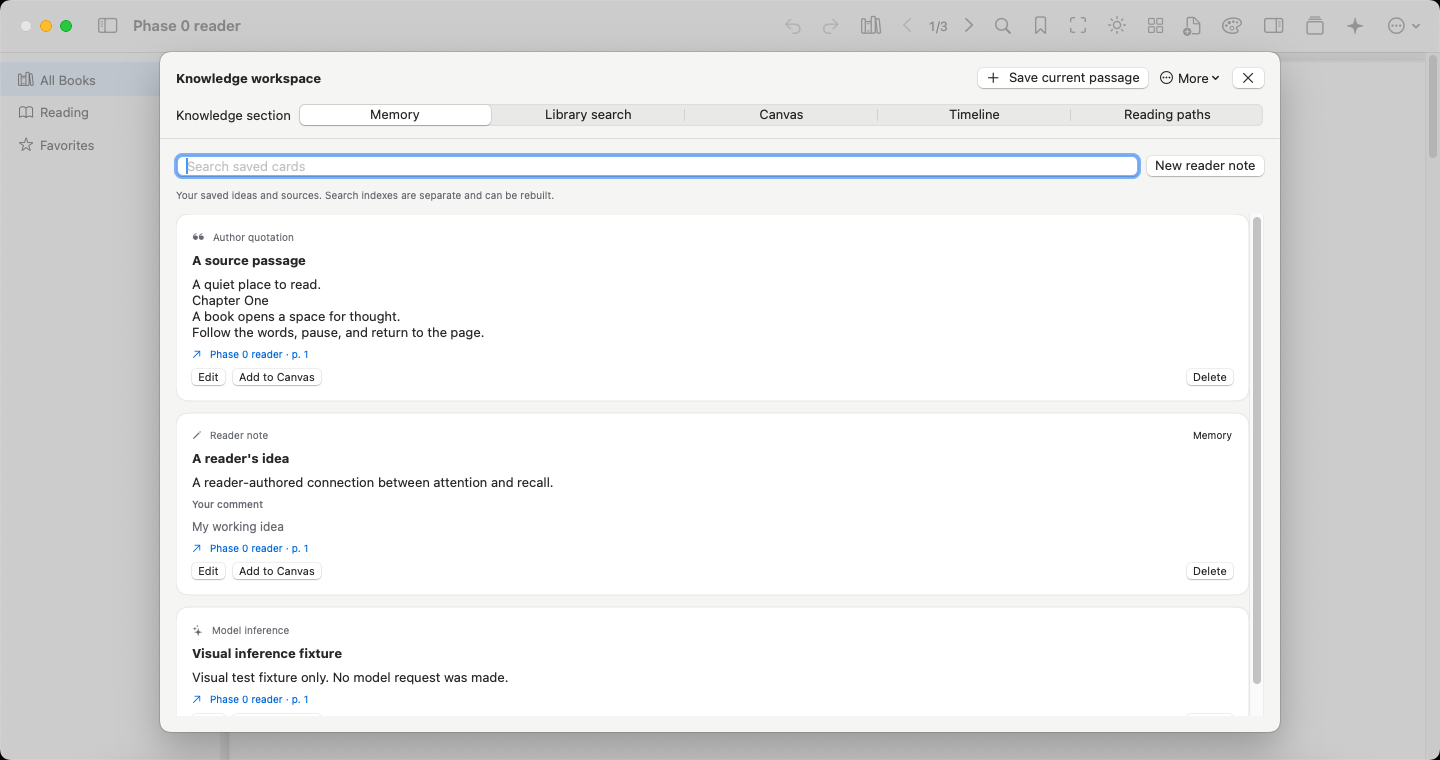 Phase 0 reader
1/3
All Books
Reading
Favorites
Knowledge workspace
Save current passage
More
Knowledge section
Memory
Library search
Canvas
Timeline
Reading paths
Search saved cards
New reader note
Your saved ideas and sources. Search indexes are separate and can be rebuilt.
Author quotation
A source passage
A quiet place to read.
Chapter One
A book opens a space for thought.
Follow the words, pause, and return to the page.
Phase 0 reader · p. 1
Edit
Add to Canvas
Delete
Reader note
Memory
A reader's idea
A reader-authored connection between attention and recall.
Your comment
My working idea
Phase 0 reader · p. 1
Edit
Add to Canvas
Delete
Model inference
Visual inference fixture
Visual test fixture only. No model request was made.
Phase 0 reader · p. 1